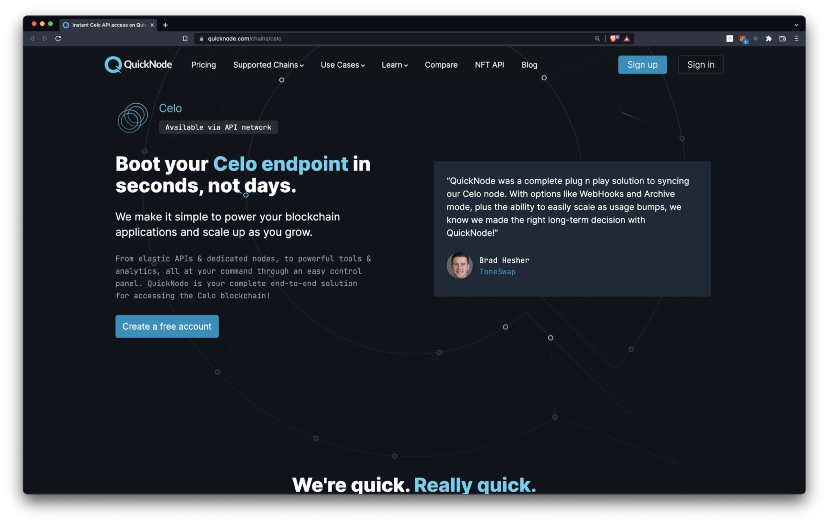 Instant Celo API access on Qui
quicknode.com/chains/celo
QuickNode
Pricing
Supported Chains
Use Cases
Learn
Compare
NFT API
Blog
Sign up
Sign in
Celo
Available via API network
Boot your Celo endpoint in
seconds, not days.
We make it simple to power your blockchain
applications and scale up as you grow.
From elastic APIs & dedicated nodes, to powerful tools &
analytics, all at your command through an easy control
panel. QuickNode is your complete end-to-end solution
for accessing the Celo blockchain!
Create a free account
“QuickNode was a complete plug n play solution to syncing
our Celo node. With options like WebHooks and Archive
mode, plus the ability to easily scale as usage bumps, we
know we made the right long-term decision with
QuickNode!”
Brad Hesher
ToneSwap
We're quick. Really quick.